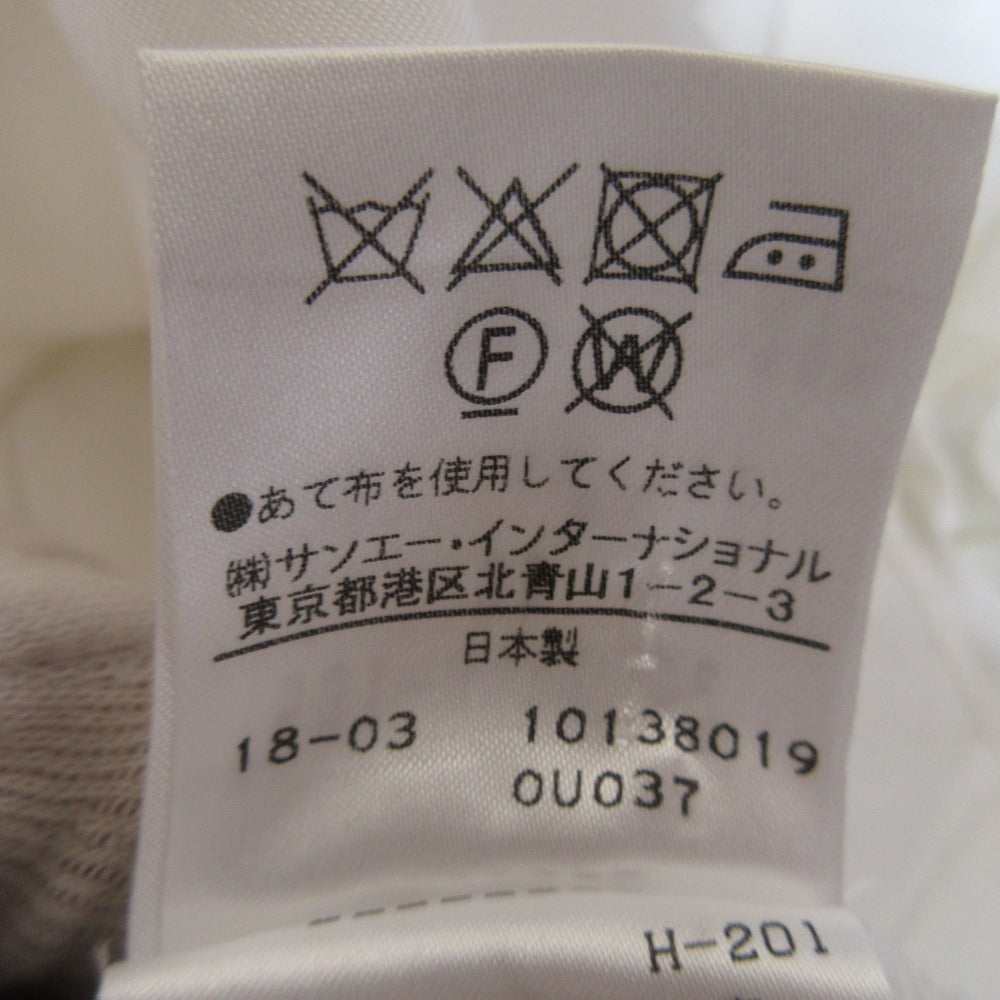 F W
●あて布を使用してください。
㈱サンエー・インターナショナル
東京都港区北青山1-2-3
日本製
18-03 10138019
0U037
H-201